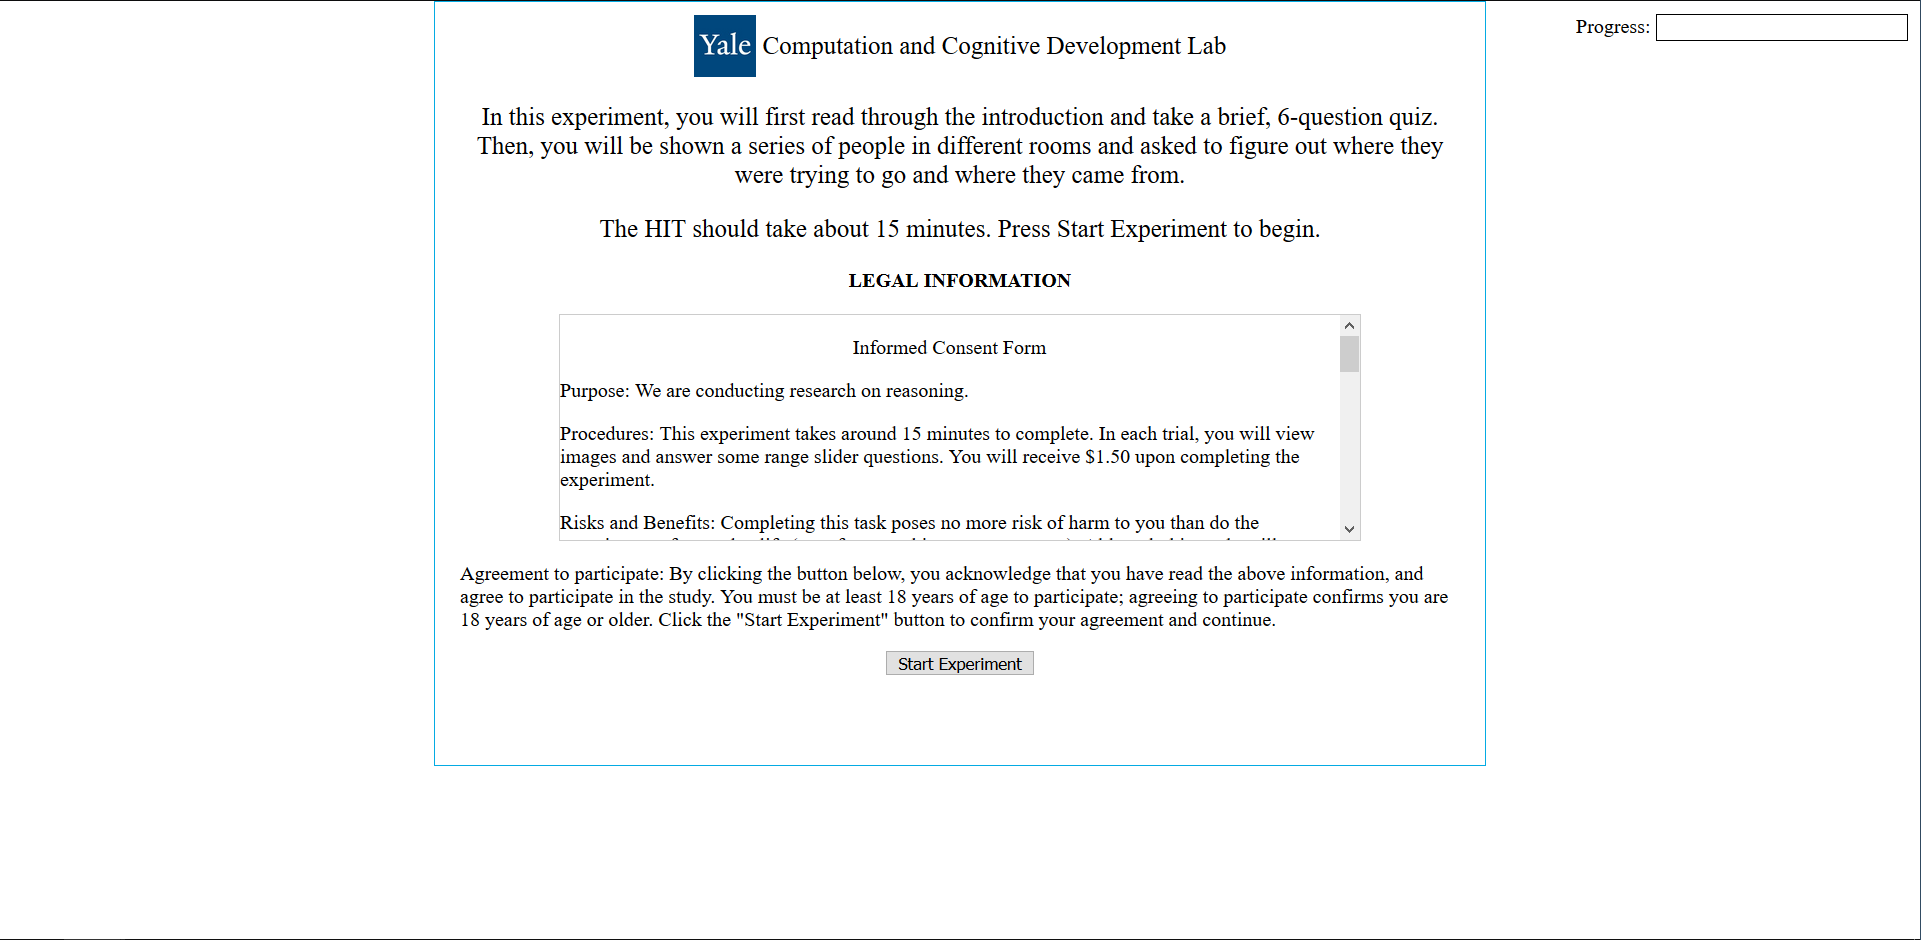 Yale Computation and Cognitive Development Lab
Progress:
In this experiment, you will first read through the introduction and take a brief, 6-question quiz.
Then, you will be shown a series of people in different rooms and asked to figure out where they
were trying to go and where they came from.
The HIT should take about 15 minutes. Press Start Experiment to begin.
LEGAL INFORMATION
Informed Consent Form
Purpose: We are conducting research on reasoning.
Procedures: This experiment takes around 15 minutes to complete. In each trial, you will view
images and answer some range slider questions. You will receive $1.50 upon completing the
experiment.
Risks and Benefits: Completing this task poses no more risk of harm to you than do the
Agreement to participate: By clicking the button below, you acknowledge that you have read the above information, and
agree to participate in the study. You must be at least 18 years of age to participate; agreeing to participate confirms you are
18 years of age or older. Click the "Start Experiment" button to confirm your agreement and continue.
Start Experiment